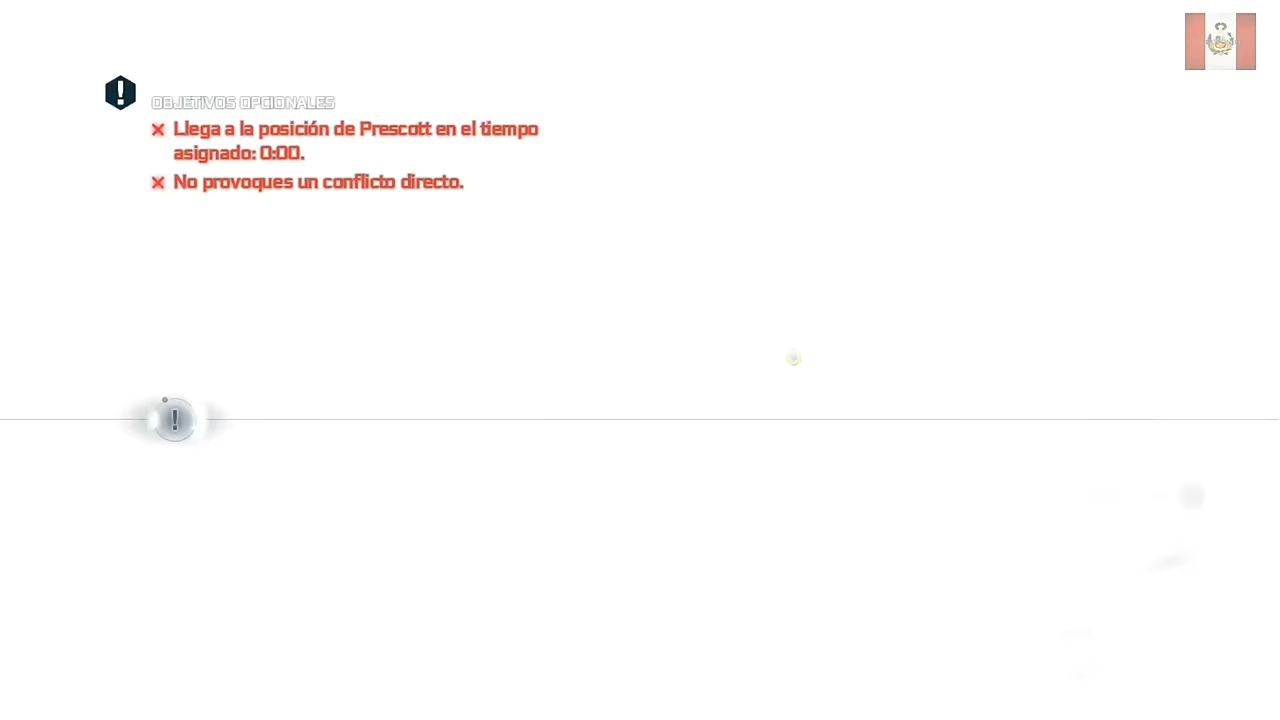 OBJETIVOS OPCIONALES
Llega a la posición de Prescott en el tiempo
asignado: 0:00.
No provoques un conflicto directo.